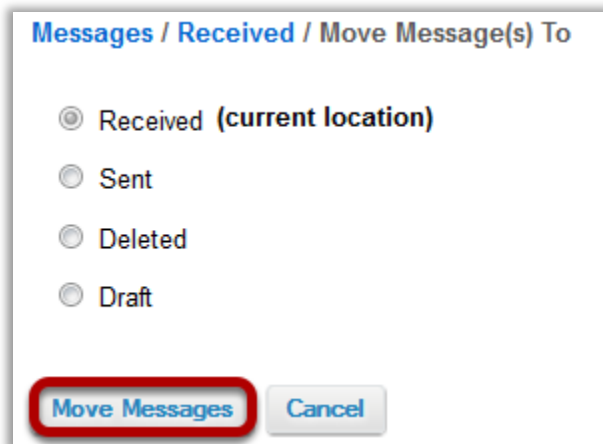 Messages / Received / Move Message(s) To
Received (current location)
Sent
Deleted
Draft
Move Messages Cancel